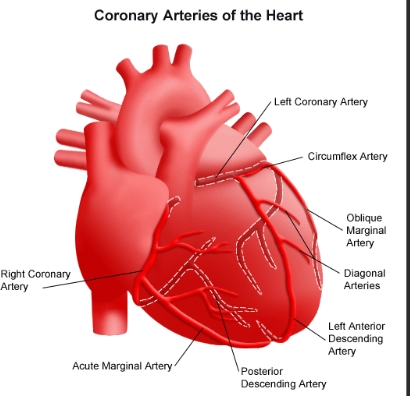 Coronary Arteries of the Heart
Left Coronary Artery
Circumflex Artery
Oblique
Marginal
Artery
Right Coronary
Artery
Diagonal
Arteries
Left Anterior
Descending
Artery
Acute Marginal Artery
Posterior
Descending Artery